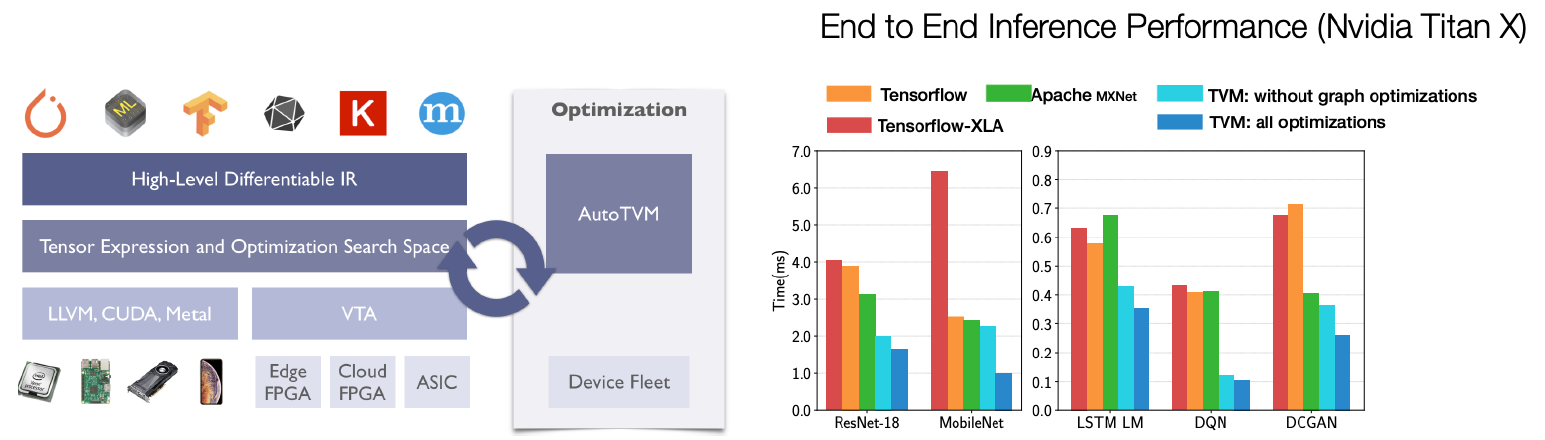 ML
K
m
High-Level Differentiable IR
Tensor Expression and Optimization Search Space
LLVM, CUDA, Metal
VTA
Edge
FPGA
Cloud
FPGA
ASIC
Optimization
AutoTVM
Device Fleet
End to End Inference Performance (Nvidia Titan X)
Tensorflow
Apache MXNet
TVM: without graph optimizations
Tensorflow-XLA
TVM: all optimizations
Time(ms)
7.0
6.0
5.0
4.0
3.0
2.0
1.0
0.0
ResNet-18
MobileNet
0.9
0.8
0.7
0.6
0.5
0.4
0.3
0.2
0.1
0.0
LSTM LM
DQN
DCGAN